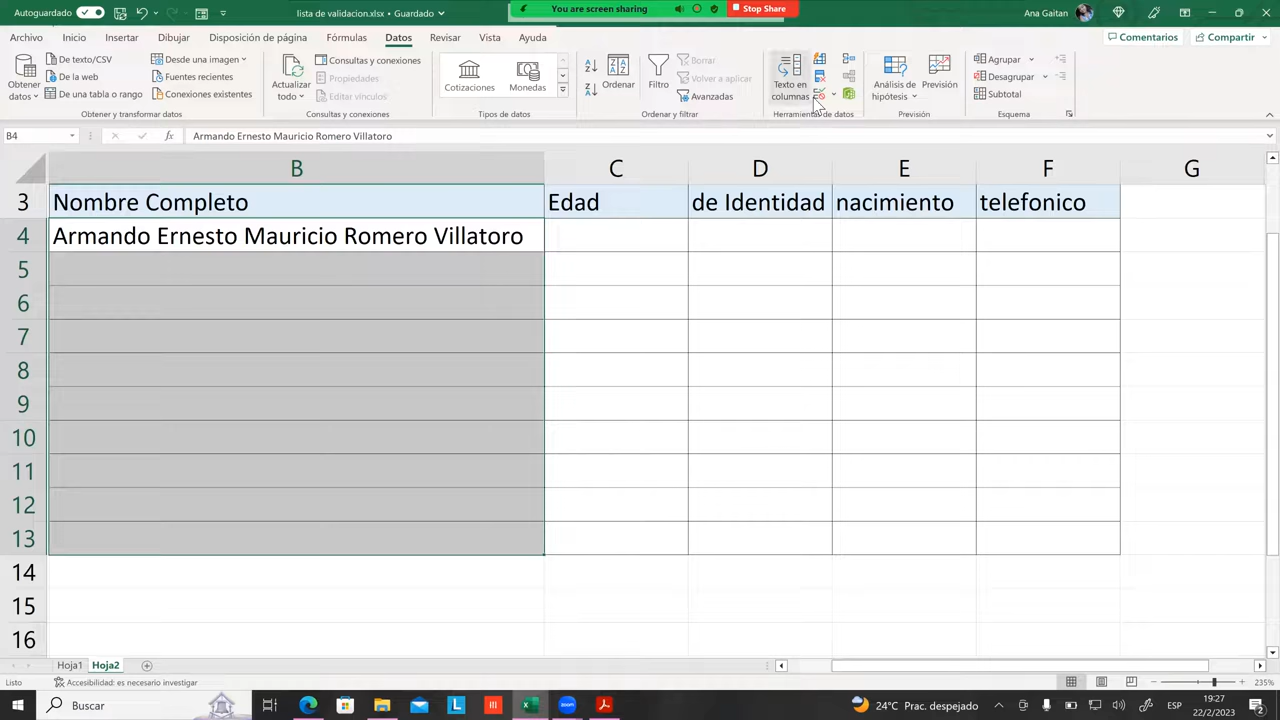 Autoguardado
lista de validacion.xlsx • Guardado
You are screen sharing
Stop Share
Ana Gaitan
Archivo Inicio Insertar Dibujar Disposición de página Fórmulas Datos Revisar Vista Ayuda
Comentarios
Compartir
Obtener datos
De texto/CSV
De la web
De una tabla o rango
Desde una imagen
Fuentes recientes
Conexiones existentes
Obtener y transformar datos
Actualizar todo
Consultas y conexiones
Propiedades
Editar vínculos
Consultas y conexiones
Cotizaciones
Monedas
Tipos de datos
Ordenar
Filtro
Borrar
Volver a aplicar
Avanzadas
Ordenar y filtrar
Texto en columnas
Herramientas de datos
Análisis de hipótesis
Previsión
Previsión
Agrupar
Desagrupar
Subtotal
Esquema
B4
fx
Armando Ernesto Mauricio Romero Villatoro
B C D E F G
3 Nombre Completo Edad de Identidad nacimiento telefonico
4 Armando Ernesto Mauricio Romero Villatoro
5
6
7
8
9
10
11
12
13
14
15
16
Hoja1 Hoja2
Listo
Accesibilidad: es necesario investigar
235%
Buscar
24°C Prac. despejado
ESP
19:27
22/2/2023